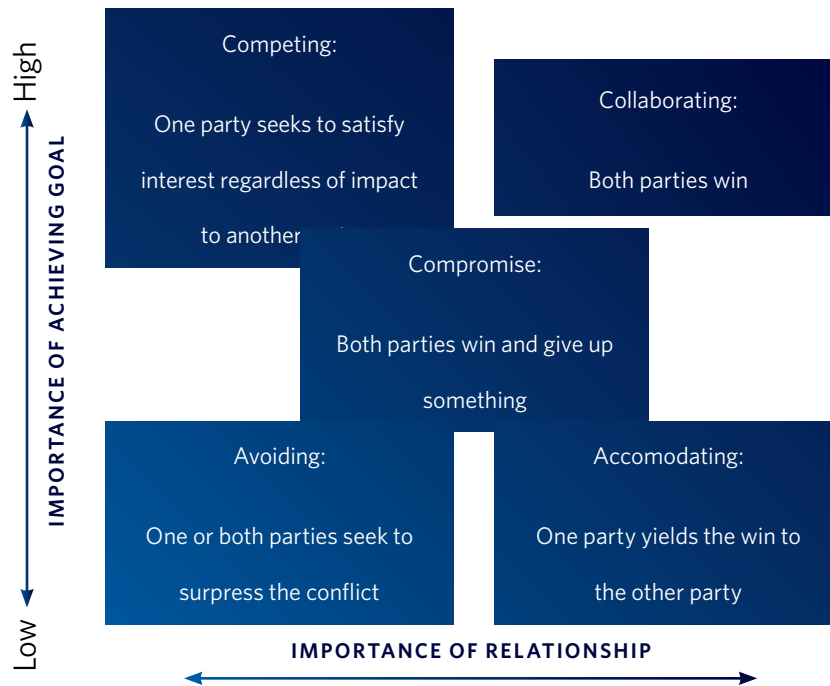 High
IMPORTANCE OF ACHIEVING GOAL
Low
Competing:
One party seeks to satisfy
interest regardless of impact
to another
Collaborating:
Both parties win
Compromise:
Both parties win and give up
something
Avoiding:
One or both parties seek to
surpress the conflict
Accomodating:
One party yields the win to
the other party
IMPORTANCE OF RELATIONSHIP